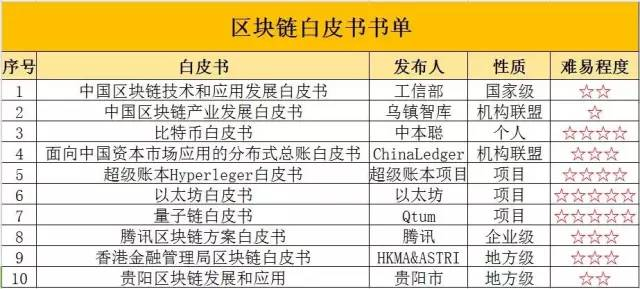 区块链白皮书书单
序号 白皮书 发布人 性质 难易程度
1 中国区块链技术和应用发展白皮书 工信部 国家级 ☆☆
2 中国区块链产业发展白皮书 乌镇智库 机构联盟 ☆
3 比特币白皮书 中本聪 个人 ☆☆☆☆
4 面向中国资本市场应用的分布式总账白皮书 ChinaLedger 机构联盟 ☆☆☆
5 超级账本Hyperleger白皮书 超级账本项目 项目 ☆☆☆☆
6 以太坊白皮书 以太坊 项目 ☆☆☆☆☆
7 量子链白皮书 Qtum 项目 ☆☆☆☆☆
8 腾讯区块链方案白皮书 腾讯 企业级 ☆☆☆
9 香港金融管理局区块链白皮书 HKMA&ASTRI 地方级 ☆☆☆
10 贵阳区块链发展和应用 贵阳市 地方级 ☆☆